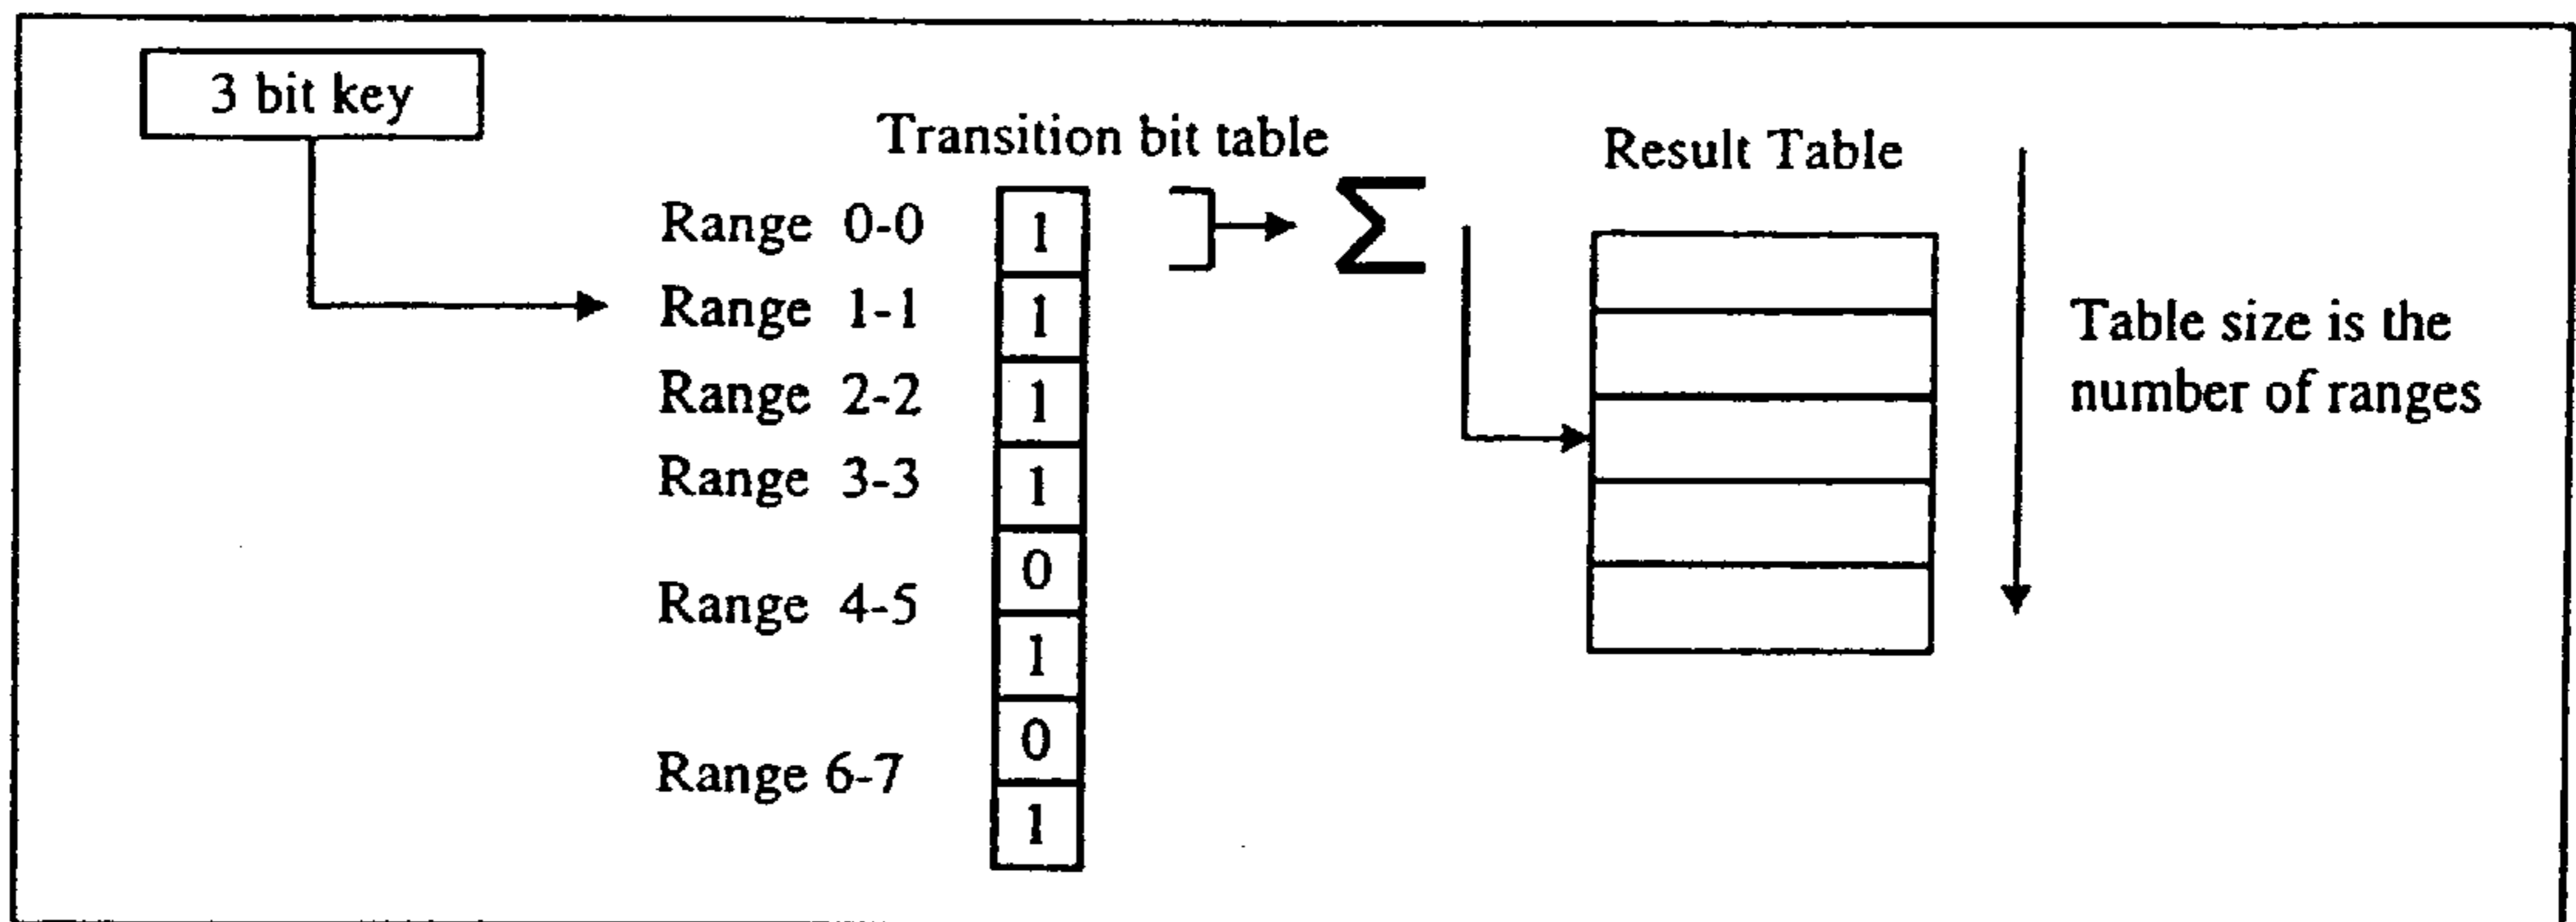 3 bit key
Transition bit table
Result Table
Range 0-0
1
Σ
Range 1-1
1
Range 2-2
1
Range 3-3
1
0
Range 4-5
1
0
Range 6-7
1
Table size is the
number of ranges